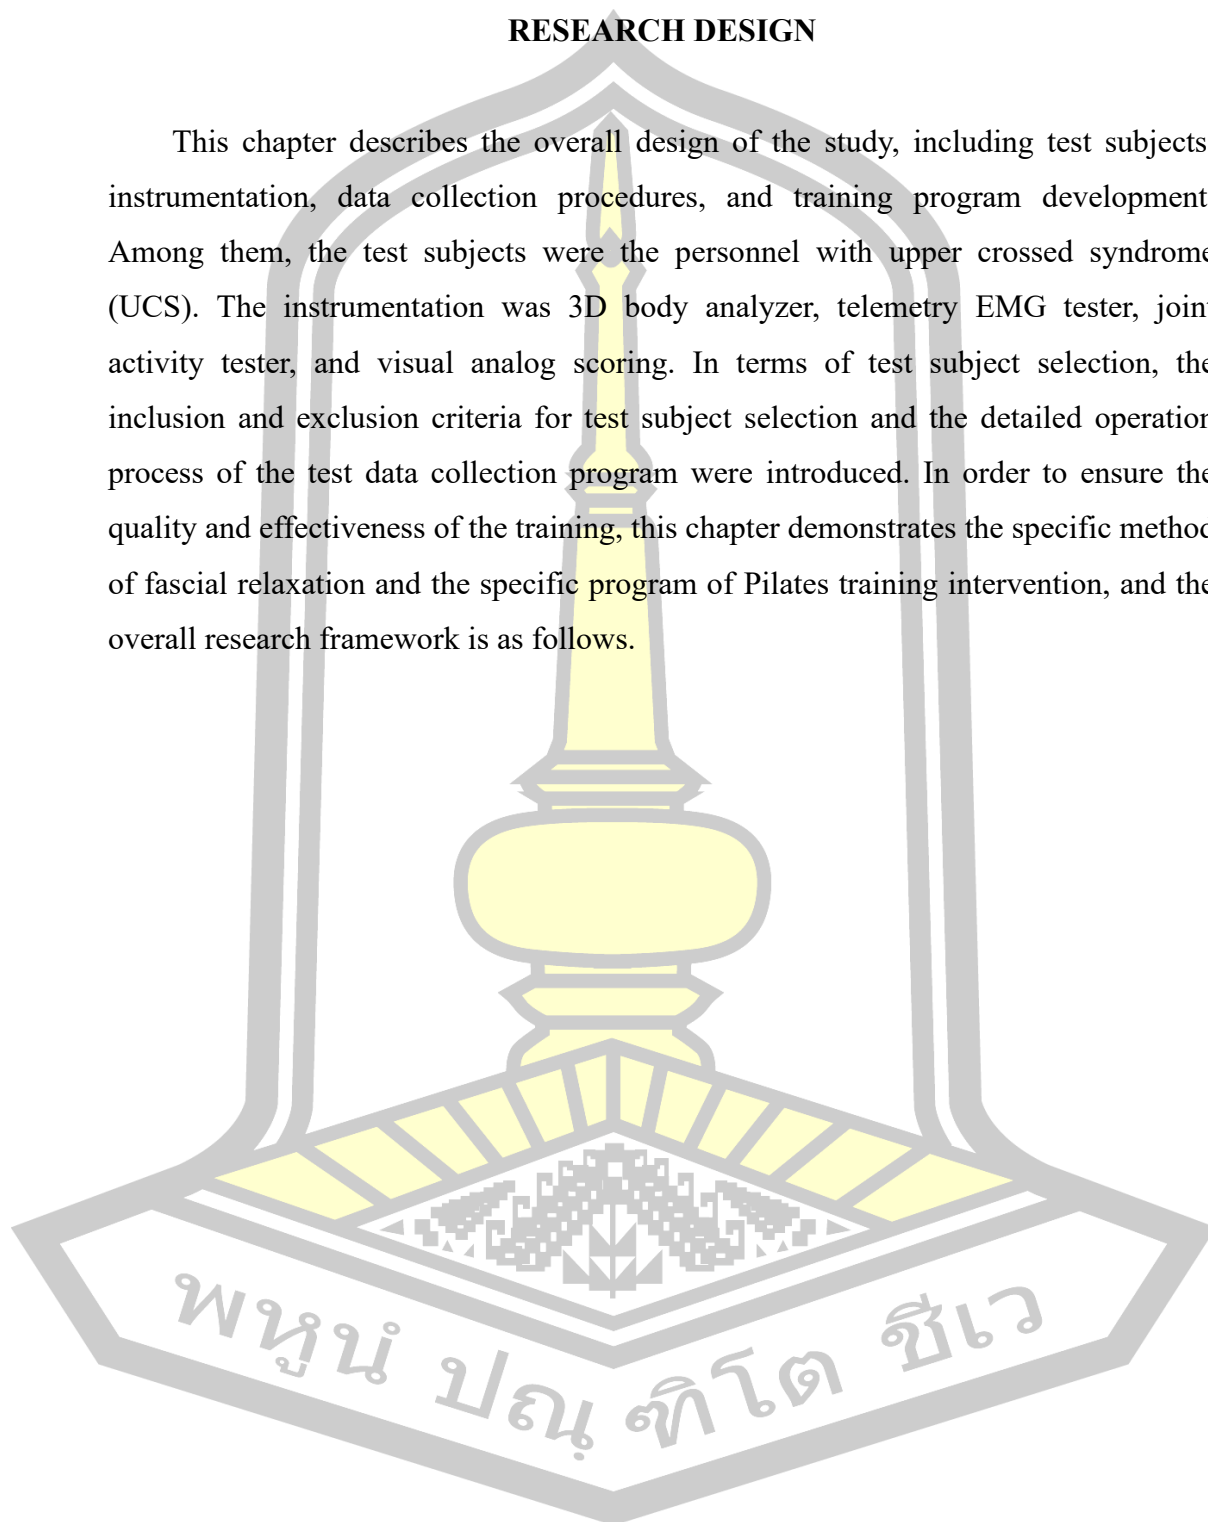 RESEARCH DESIGN
This chapter describes the overall design of the study, including test subjects
instrumentation, data collection procedures, and training program development
Among them, the test subjects were the personnel with upper crossed syndrome
(UCS). The instrumentation was 3D body analyzer, telemetry EMG tester, joint
activity tester, and visual analog scoring. In terms of test subject selection, the
inclusion and exclusion criteria for test subject selection and the detailed operation
process of the test data collection program were introduced. In order to ensure the
quality and effectiveness of the training, this chapter demonstrates the specific method
of fascial relaxation and the specific program of Pilates training intervention, and the
overall research framework is as follows.
พหูนํ ปณฺฑิโต ชีเว